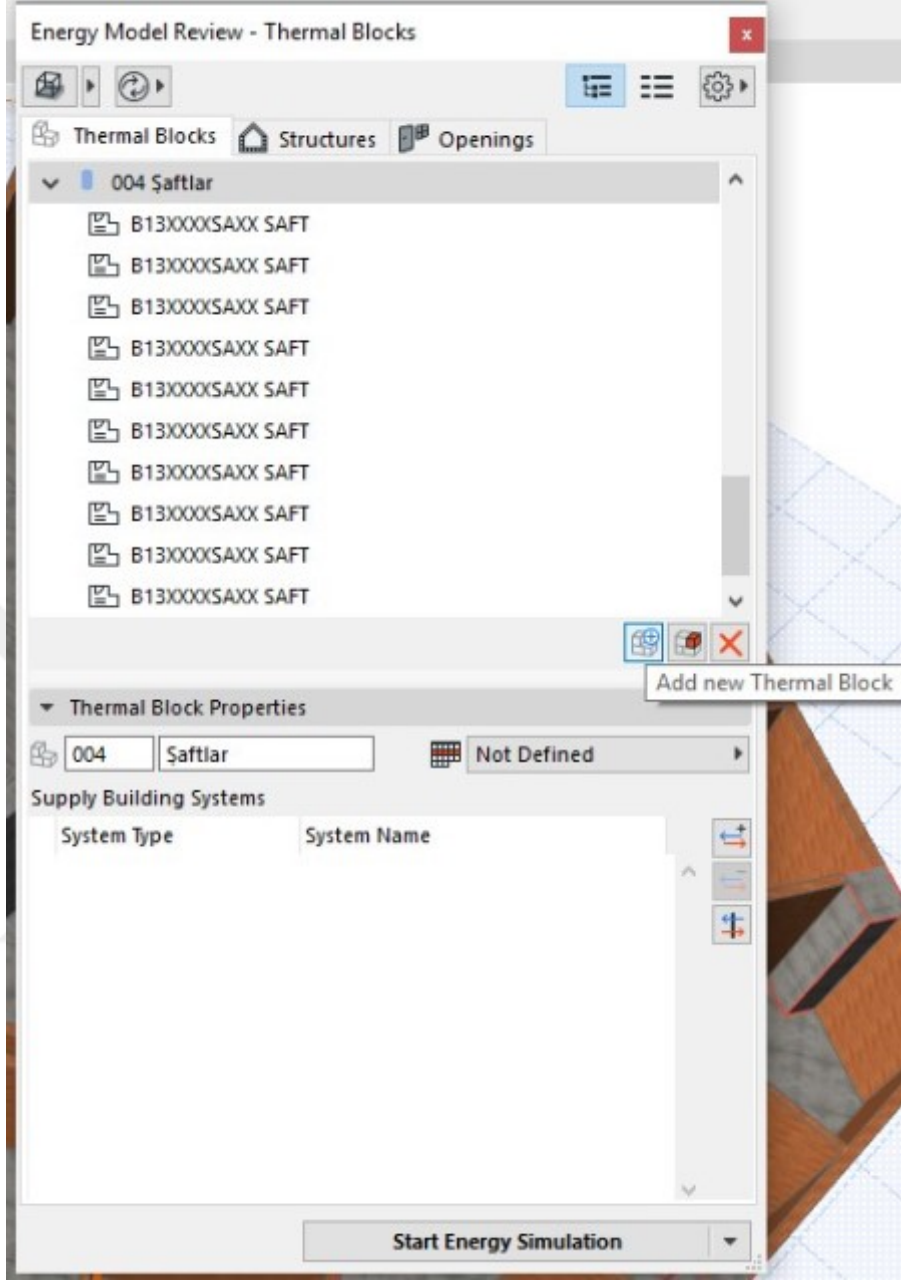 Energy Model Review - Thermal Blocks
Thermal Blocks Structures Openings
004 Şaftlar
B13XXXXSAXX SAFT
B13XXXXSAXX SAFT
B13XXXXSAXX SAFT
B13XXXXSAXX SAFT
B13XXXXSAXX SAFT
B13XXXXSAXX SAFT
B13XXXXSAXX SAFT
B13XXXXSAXX SAFT
B13XXXXSAXX SAFT
B13XXXXSAXX SAFT
Add new Thermal Block
Thermal Block Properties
004 Şaftlar Not Defined
Supply Building Systems
System Type System Name
Start Energy Simulation